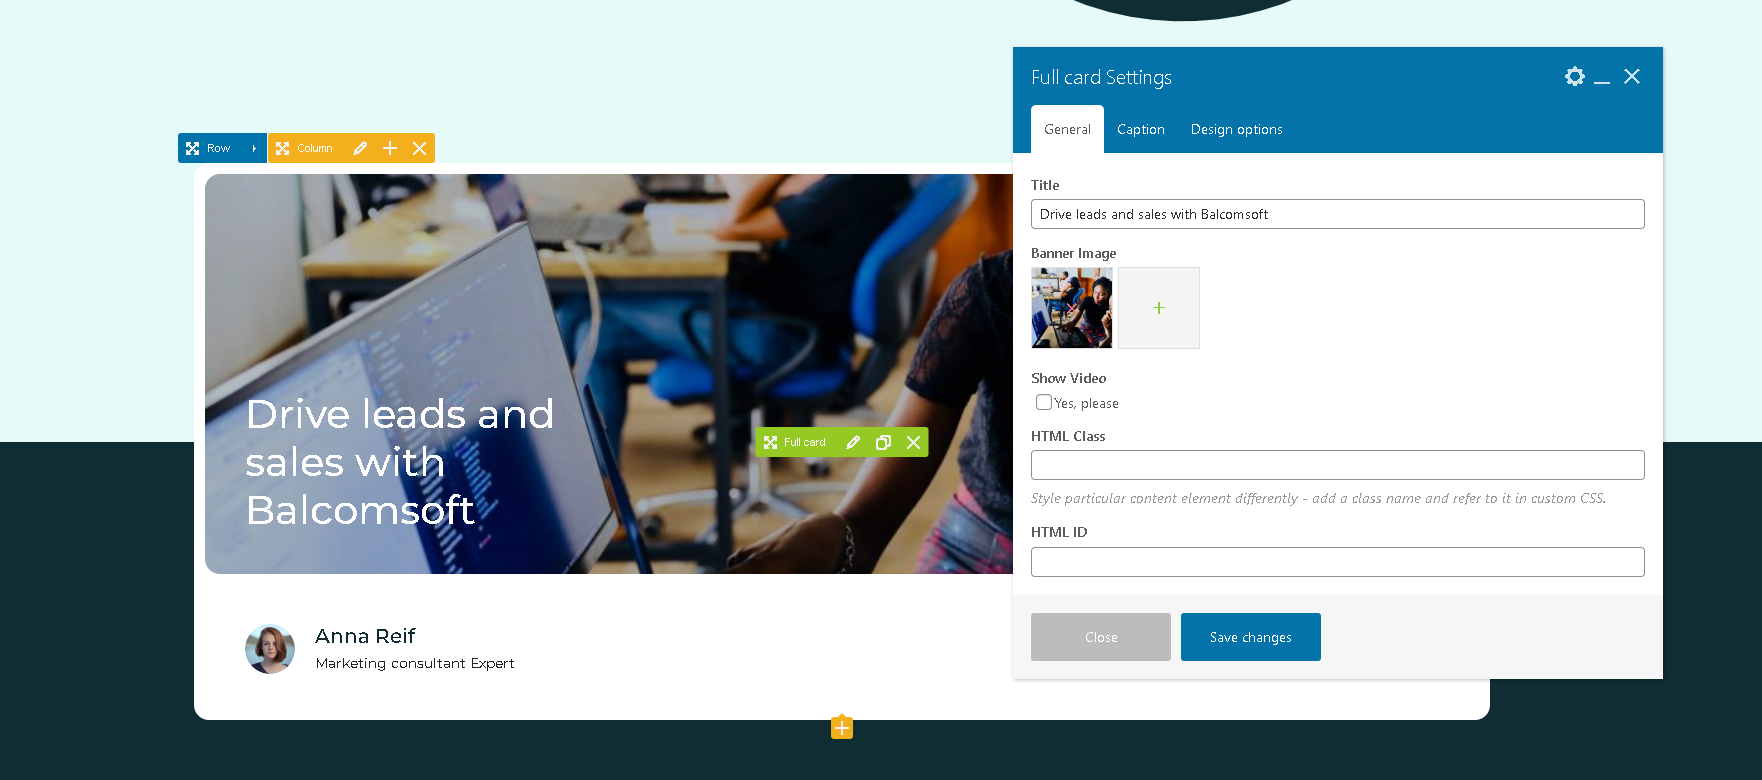 Full card Settings
General
Caption
Design options
Row
Column
Title
Drive leads and sales with Balcomsoft
Banner Image
Show Video
Yes, please
HTML Class
Style particular content element differently - add a class name and refer to it in custom CSS.
HTML ID
Close
Save changes
Drive leads and
sales with
Balcomsoft
Full card
Anna Reif
Marketing consultant Expert